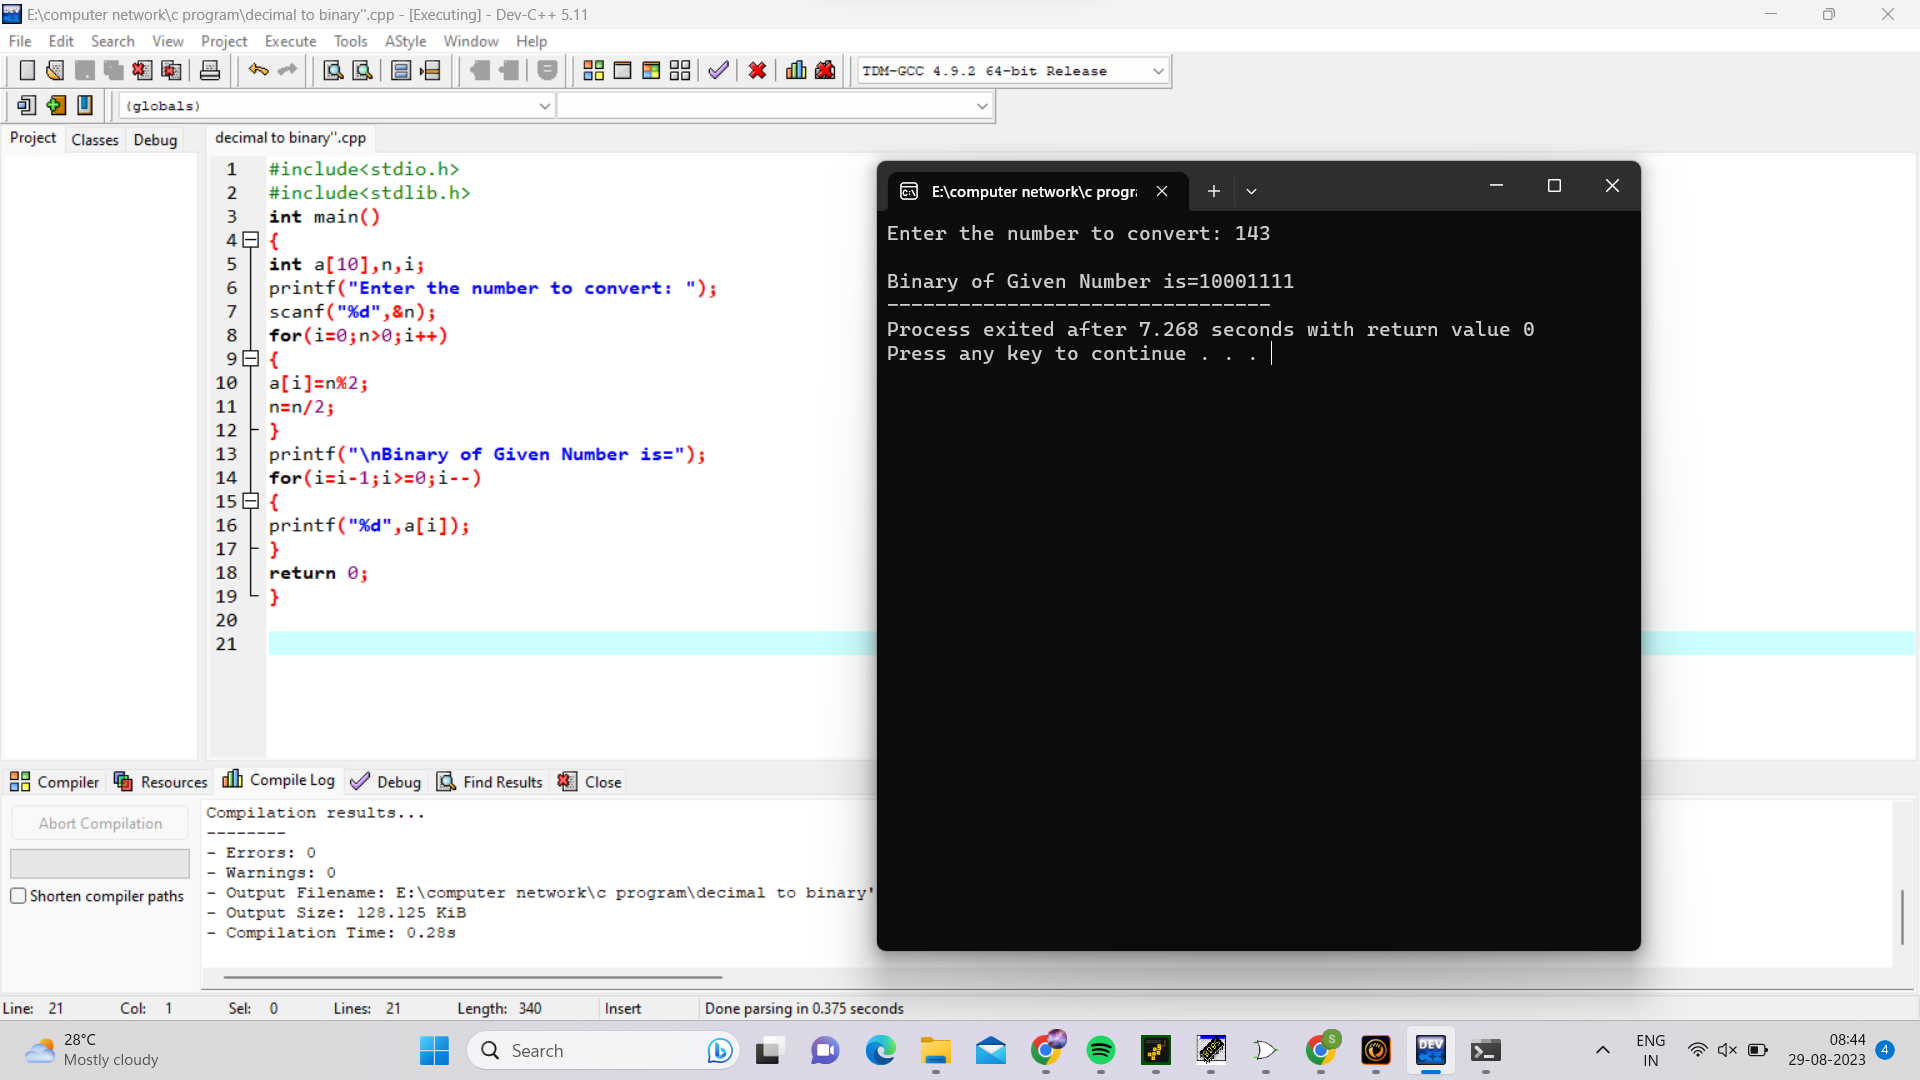 E:\computer network\c program\decimal to binary''.cpp - [Executing] - Dev-C++ 5.11
File Edit Search View Project Execute Tools AStyle Window Help
TDM-GCC 4.9.2 64-bit Release
(globals)
Project Classes Debug
decimal to binary''.cpp
1 #include<stdio.h>
2 #include<stdlib.h>
3 int main()
4 {
5 int a[10],n,i;
6 printf("Enter the number to convert: ");
7 scanf("%d",&n);
8 for(i=0;n>0;i++)
9 {
10 a[i]=n%2;
11 n=n/2;
12 }
13 printf("\nBinary of Given Number is=");
14 for(i=i-1;i>=0;i--)
15 {
16 printf("%d",a[i]);
17 }
18 return 0;
19 }
20
21
E:\computer network\c progr
Enter the number to convert: 143
Binary of Given Number is=10001111
--------------------------------
Process exited after 7.268 seconds with return value 0
Press any key to continue . . .
Compiler Resources Compile Log Debug Find Results Close
Abort Compilation
Shorten compiler paths
Compilation results...
--------
- Errors: 0
- Warnings: 0
- Output Filename: E:\computer network\c program\decimal to binary'
- Output Size: 128.125 KiB
- Compilation Time: 0.28s
Line: 21 Col: 1 Sel: 0 Lines: 21 Length: 340 Insert Done parsing in 0.375 seconds
28°C
Mostly cloudy
Search
DEV
C++
S
ENG
IN
08:44
29-08-2023
4